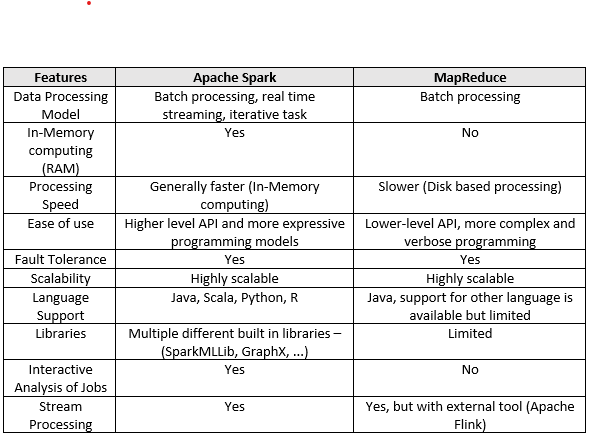 Features Apache Spark MapReduce
Data Processing Model Batch processing, real time streaming, iterative task Batch processing
In-Memory computing (RAM) Yes No
Processing Speed Generally faster (In-Memory computing) Slower (Disk based processing)
Ease of use Higher level API and more expressive programming models Lower-level API, more complex and verbose programming
Fault Tolerance Yes Yes
Scalability Highly scalable Highly scalable
Language Support Java, Scala, Python, R Java, support for other language is available but limited
Libraries Multiple different built in libraries – (SparkMLLib, GraphX, ...) Limited
Interactive Analysis of Jobs Yes No
Stream Processing Yes Yes, but with external tool (Apache Flink)